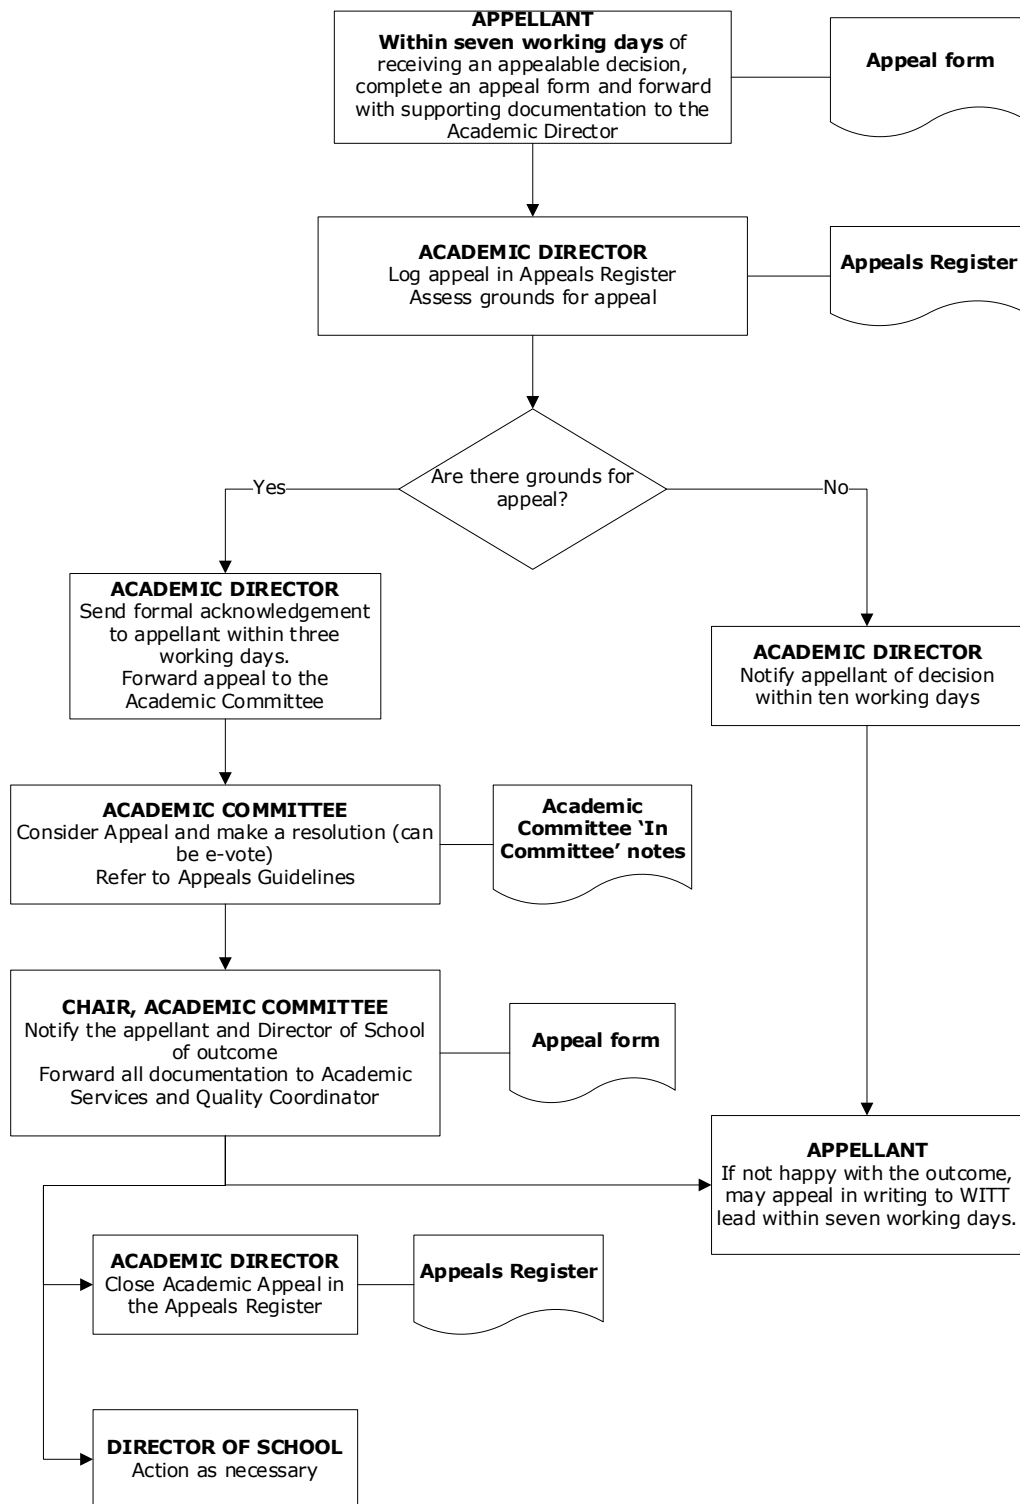 APPELLANT
Within seven working days of
receiving an appealable decision,
complete an appeal form and forward
with supporting documentation to the
Academic Director
Appeal form
ACADEMIC DIRECTOR
Log appeal in Appeals Register
Assess grounds for appeal
Appeals Register
Are there grounds for
appeal?
Yes
No
ACADEMIC DIRECTOR
Send formal acknowledgement
to appellant within three
working days.
Forward appeal to the
Academic Committee
ACADEMIC DIRECTOR
Notify appellant of decision
within ten working days
ACADEMIC COMMITTEE
Consider Appeal and make a resolution (can
be e-vote)
Refer to Appeals Guidelines
Academic
Committee ‘In
Committee’ notes
CHAIR, ACADEMIC COMMITTEE
Notify the appellant and Director of School
of outcome
Forward all documentation to Academic
Services and Quality Coordinator
Appeal form
APPELLANT
If not happy with the outcome,
may appeal in writing to WITT
lead within seven working days.
ACADEMIC DIRECTOR
Close Academic Appeal in
the Appeals Register
Appeals Register
DIRECTOR OF SCHOOL
Action as necessary